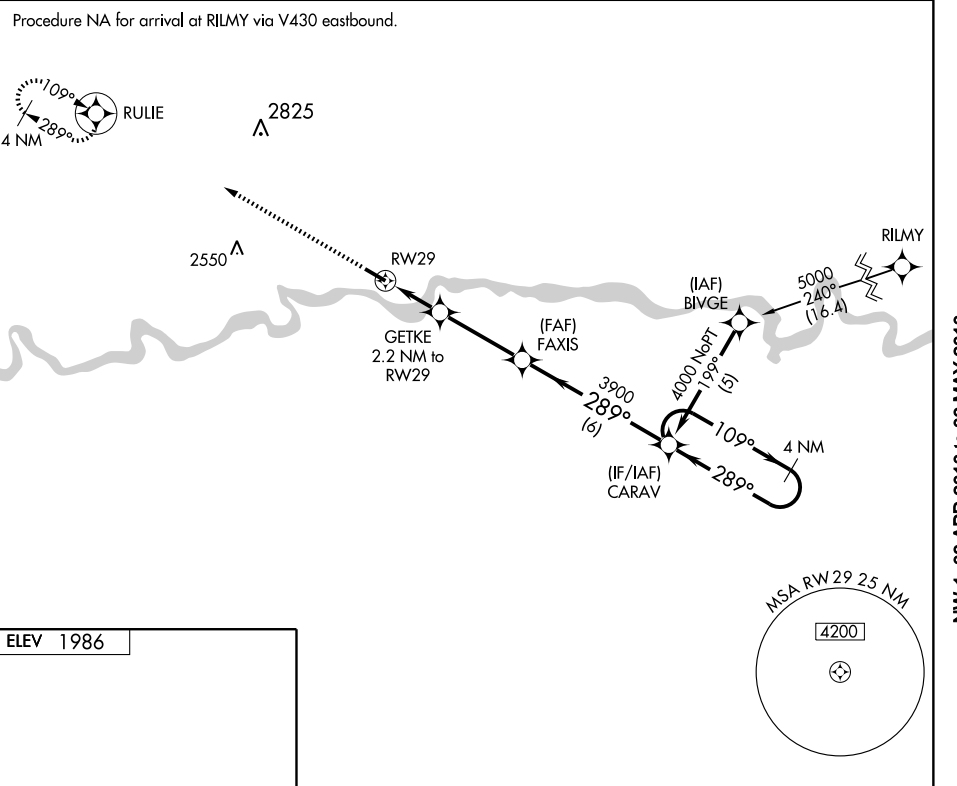 Procedure NA for arrival at RILMY via V430 eastbound.
109°
RULIE
289°
4 NM
2825
2550
RW29
RILMY
5000
240°
(16.4)
(IAF)
BIVGE
GETKE
2.2 NM to
RW29
(FAF)
FAXIS
4000 NoPT
199°
(5)
3900
289°
(6)
109°
4 NM
289°
(IF/IAF)
CARAV
MSA RW 29 25 NM
4200
ELEV 1986